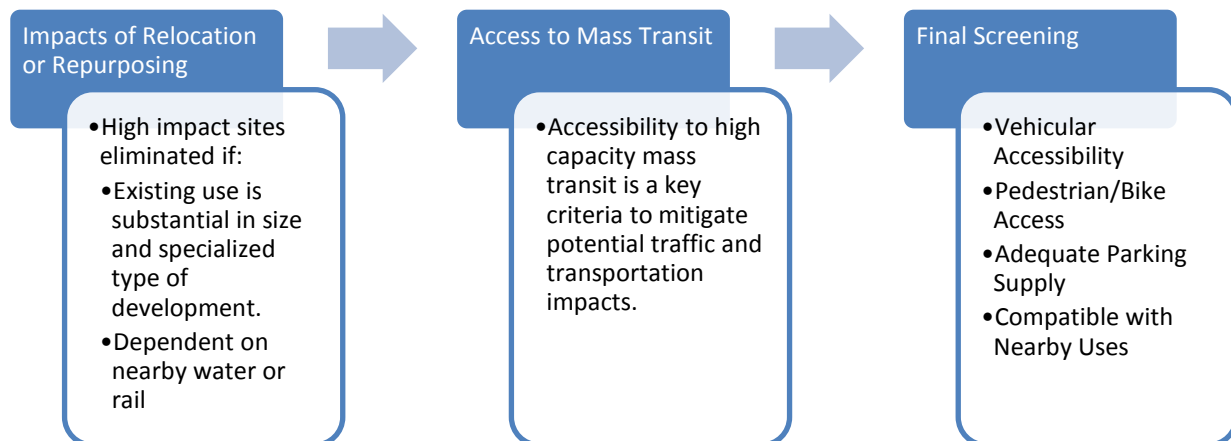 Impacts of Relocation
or Repurposing
•High impact sites
eliminated if:
•Existing use is
substantial in size
and specialized
type of
development.
•Dependent on
nearby water or
rail
Access to Mass Transit
•Accessibility to high
capacity mass
transit is a key
criteria to mitigate
potential traffic and
transportation
impacts.
Final Screening
•Vehicular
Accessibility
•Pedestrian/Bike
Access
•Adequate Parking
Supply
•Compatible with
Nearby Uses